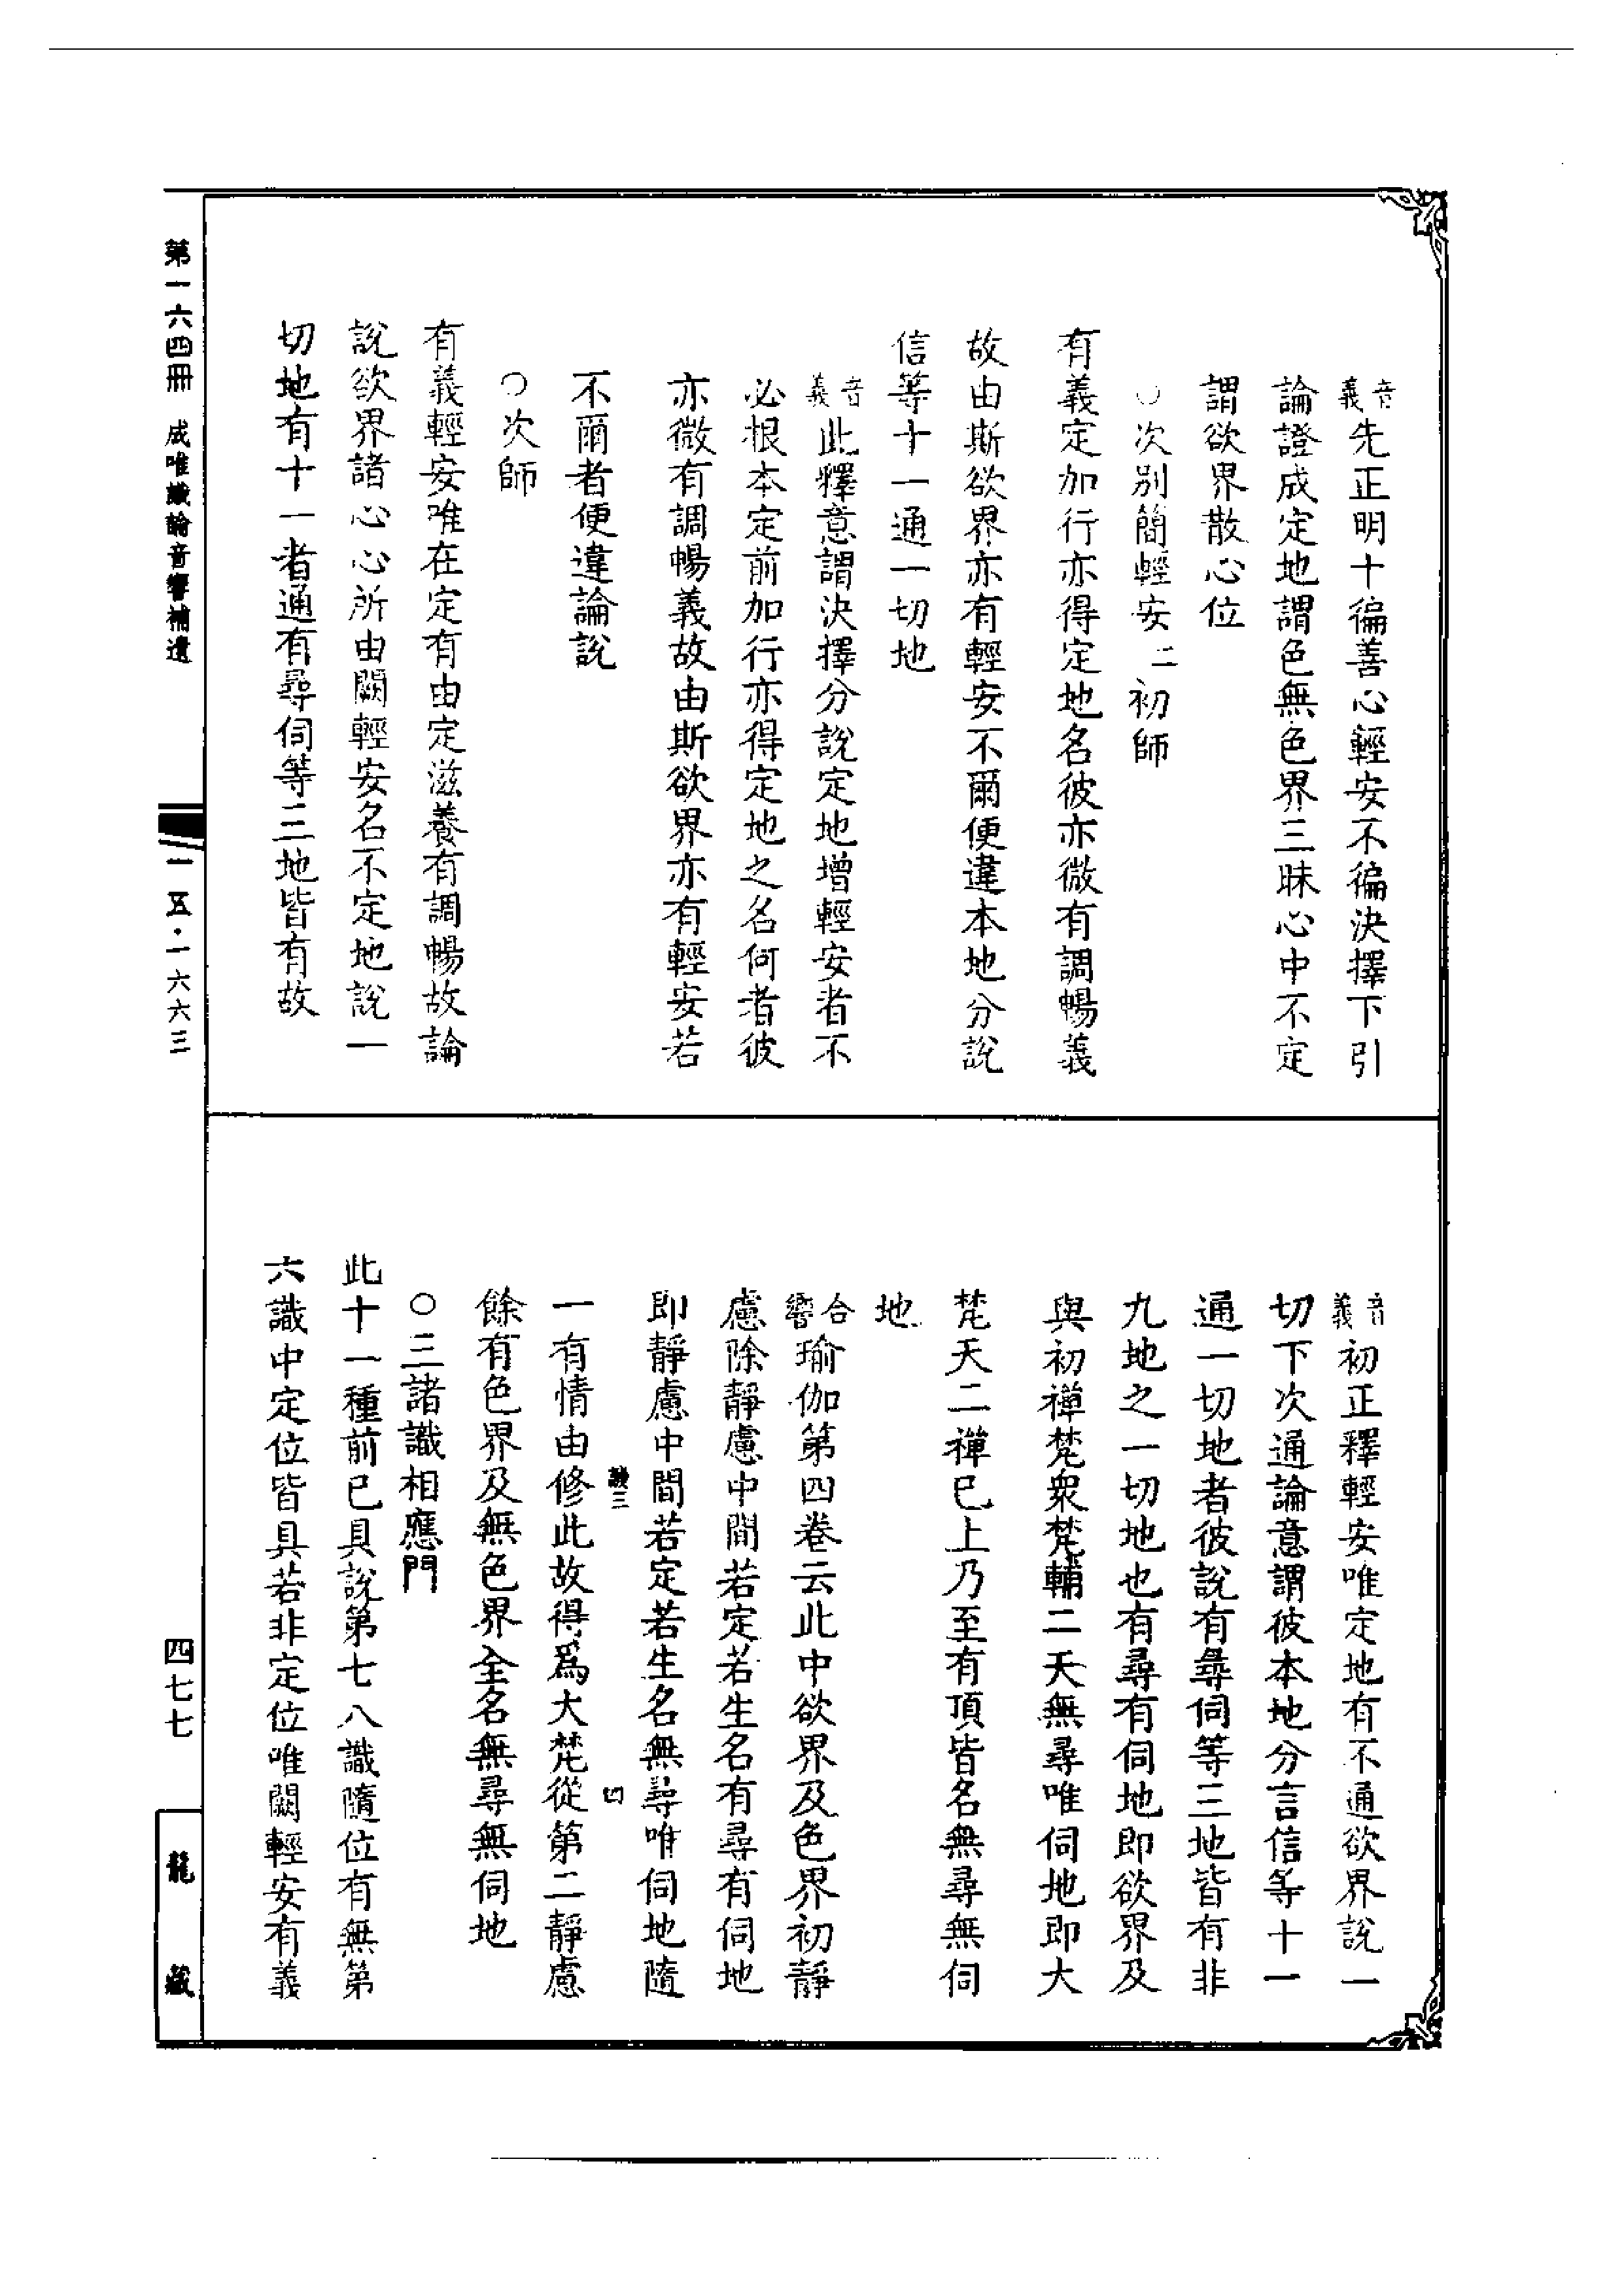 音義先正明十徧善心輕安不徧決擇下引
論證成定地謂色無色界三昧心中不定
謂欲界散心位
○次別簡輕安二初師
有義定加行亦得定地名彼亦微有調暢義
故由斯欲界亦有輕安不爾便違本地分說
信等十一通一切地
音義此釋意謂決擇分說定地增輕安者不
必根本定前加行亦得定地之名何者彼
亦微有調暢義故由斯欲界亦有輕安若
不爾者便違論說
○次師
有義輕安唯在定有由定滋養有調暢故論
說欲界諸心心所由闕輕安名不定地說一
切地有十一者通有尋伺等三地皆有故
音義初正釋輕安唯定地有不通欲界說一
切下次通論意謂彼本地分言信等十一
通一切地者彼說有尋伺等三地皆有非
九地之一切地也有尋有伺地即欲界及
與初禪梵衆梵輔二天無尋唯伺地即大
梵天二禪已上乃至有頂皆名無尋無伺
地
合響瑜伽第四卷云此中欲界及色界初靜
慮除靜慮中間若定若生名有尋有伺地
即靜慮中間若定若生名無尋唯伺地隨
一有情由修此故得爲大梵從第二靜慮
餘有色界及無色界全名無尋無伺地
○三諸識相應門
此十一種前已具說第七八識隨位有無第
六識中定位皆具若非定位唯闕輕安有義
第一六四冊 成唯識論音響補遺
一五·一六六三
四七七
龍藏